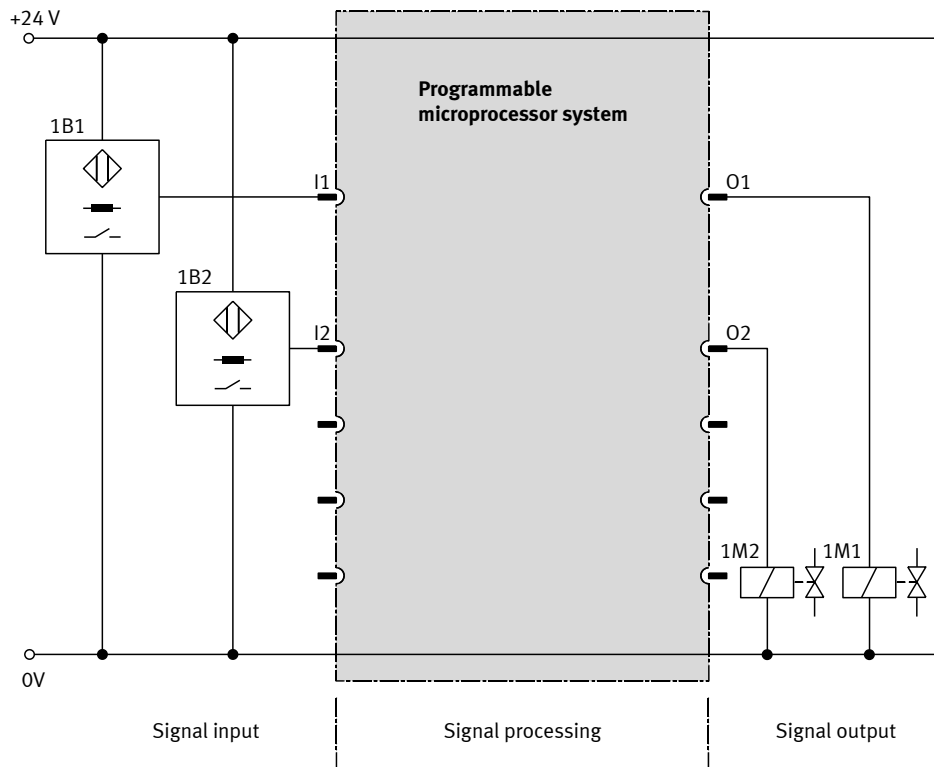 +24 V
Programmable
microprocessor system
1B1
I1
O1
1B2
I2
O2
1M2
1M1
0V
Signal input
Signal processing
Signal output